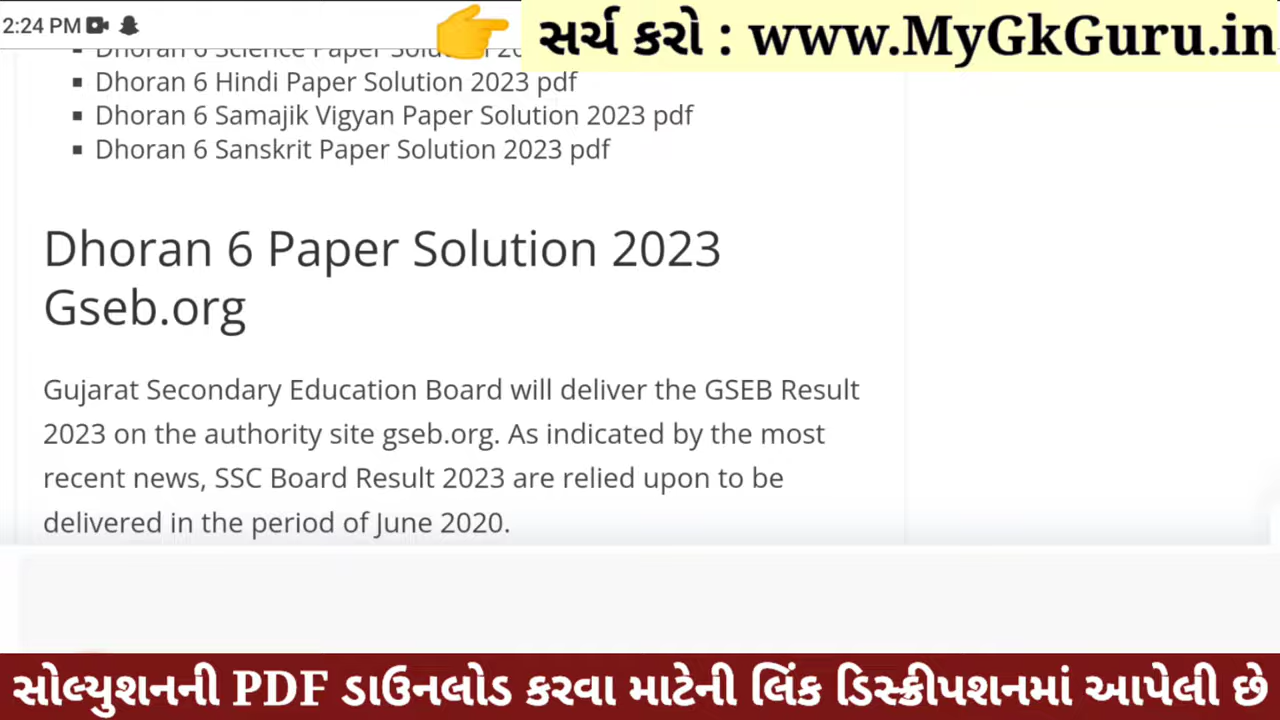 2:24 PM
સર્ચ કરો : www.MyGkGuru.in
Dhoran 6 Science Paper
Dhoran 6 Hindi Paper Solution 2023 pdf
Dhoran 6 Samajik Vigyan Paper Solution 2023 pdf
Dhoran 6 Sanskrit Paper Solution 2023 pdf
Dhoran 6 Paper Solution 2023
Gseb.org
Gujarat Secondary Education Board will deliver the GSEB Result
2023 on the authority site gseb.org. As indicated by the most
recent news, SSC Board Result 2023 are relied upon to be
delivered in the period of June 2020.
સોલ્યુશનની PDF ડાઉનલોડ કરવા માટેની લિંક ડિસ્ક્રીપશનમાં આપેલી છે